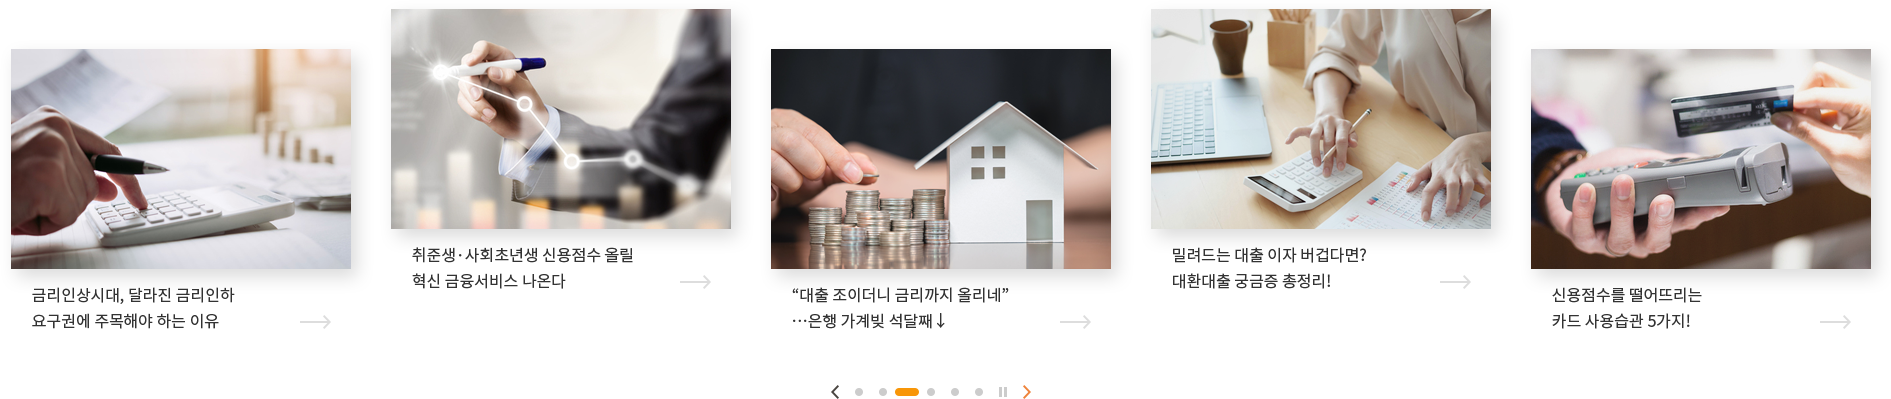 금리인상시대, 달라진 금리인하
요구권에 주목해야 하는 이유
취준생·사회초년생 신용점수 올릴
혁신 금융서비스 나온다
“대출 조이더니 금리까지 올리네”
…은행 가계빚 석달째↓
밀려드는 대출 이자 버겁다면?
대환대출 궁금증 총정리!
신용점수를 떨어뜨리는
카드 사용습관 5가지!